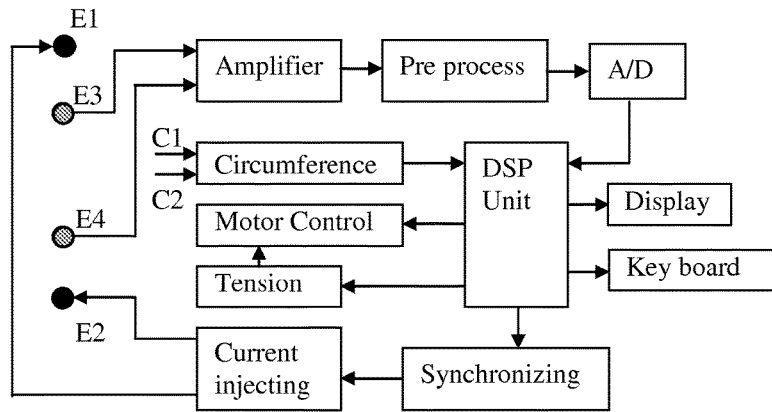 E1
Amplifier
Pre process
A/D
E3
C1
Circumference
C2
DSP
Unit
Display
E4
Motor Control
Key board
Tension
E2
Current
injecting
Synchronizing